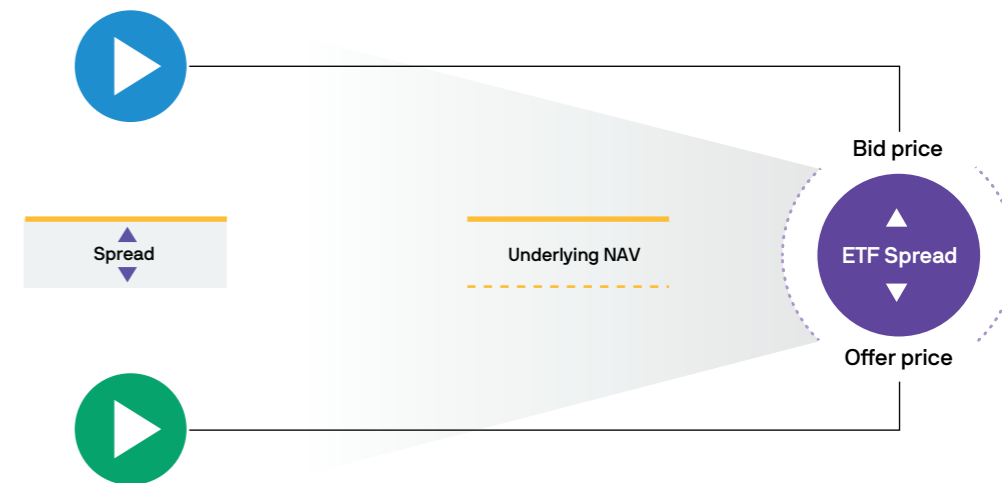 Bid price
Spread
Underlying NAV
ETF Spread
Offer price